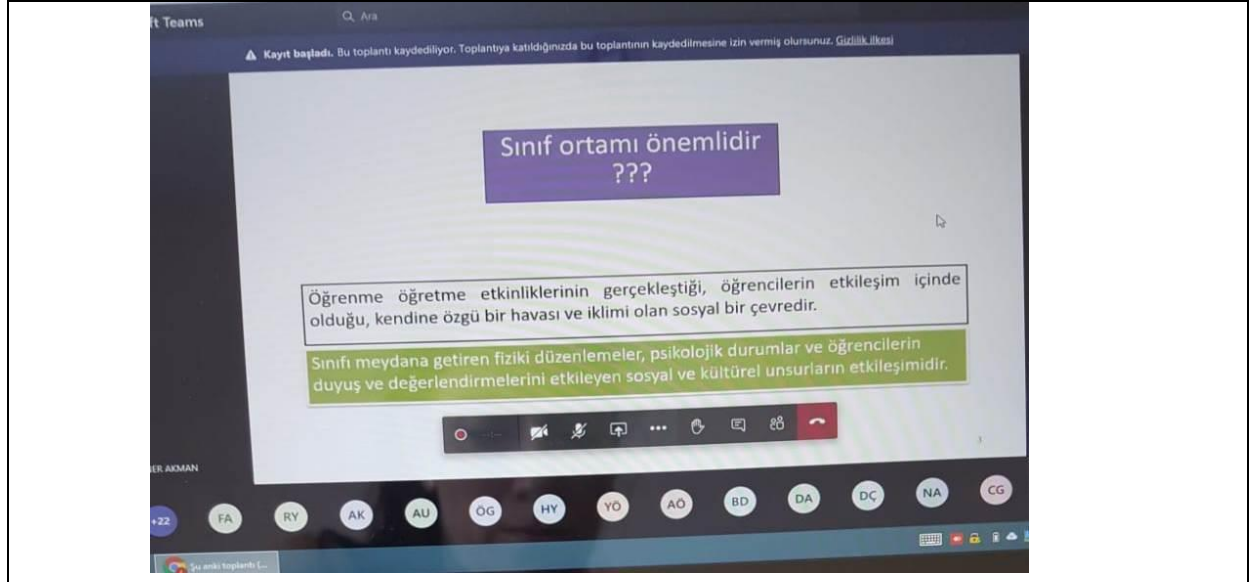 ft Teams
Ara
Kayıt başladı. Bu toplantı kaydediliyor. Toplantıya katıldığınızda bu toplantının kaydedilmesine izin vermiş olursunuz. Gizlilik ilkesi
Sınıf ortamı önemlidir
???
Öğrenme öğretme etkinliklerinin gerçekleştiği, öğrencilerin etkileşim içinde
olduğu, kendine özgü bir havası ve iklimi olan sosyal bir çevredir.
Sınıfı meydana getiren fiziki düzenlemeler, psikolojik durumlar ve öğrencilerin
duyuş ve değerlendirmelerini etkileyen sosyal ve kültürel unsurların etkileşimidir.
3
ER AKMAN
+22 FA RY AK AU ÖG HY YÖ AÖ BD DA DÇ NA CG
Şu anki toplantı (...